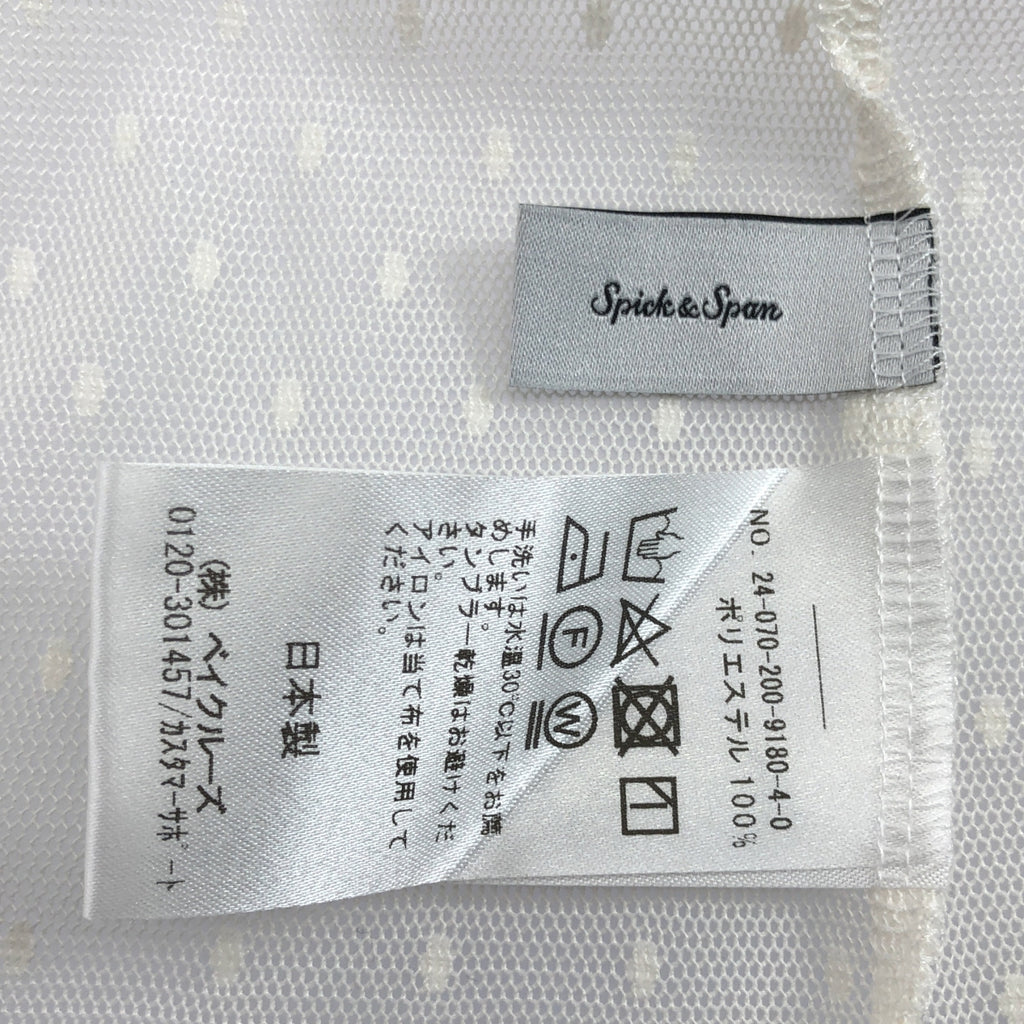 Spick & Span
NO. 24-070-200-9180-4-0
ポリエステル 100%
F
W
手洗いは水温30℃以下をお薦
めします。
タンブラー乾燥はお避けくだ
さい。
アイロンは当て布を使用して
ください。
日本製
(株) ベイクルーズ
0120-301457/カスタマーサポート